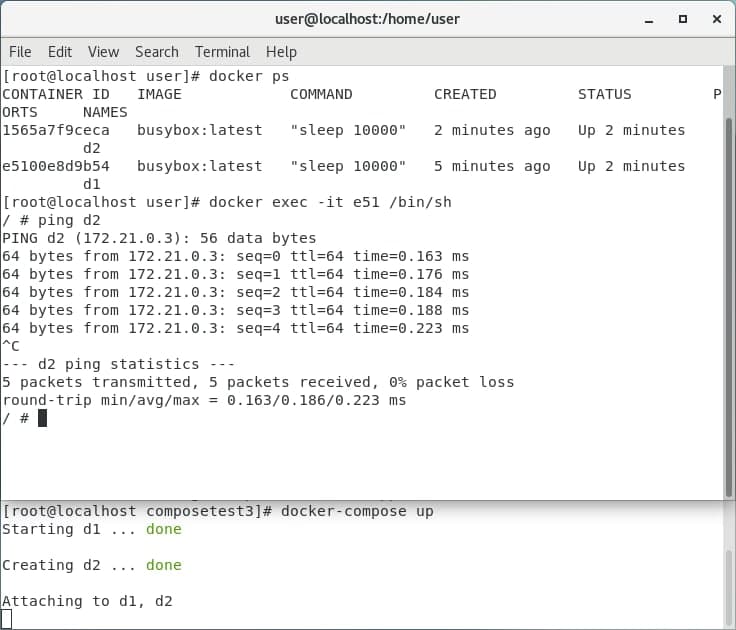 user@localhost:/home/user
File Edit View Search Terminal Help
[root@localhost user]# docker ps
CONTAINER ID   IMAGE            COMMAND         CREATED         STATUS         P
ORTS     NAMES
1565a7f9ceca   busybox:latest   "sleep 10000"   2 minutes ago   Up 2 minutes
         d2
e5100e8d9b54   busybox:latest   "sleep 10000"   5 minutes ago   Up 2 minutes
         d1
[root@localhost user]# docker exec -it e51 /bin/sh
/ # ping d2
PING d2 (172.21.0.3): 56 data bytes
64 bytes from 172.21.0.3: seq=0 ttl=64 time=0.163 ms
64 bytes from 172.21.0.3: seq=1 ttl=64 time=0.176 ms
64 bytes from 172.21.0.3: seq=2 ttl=64 time=0.184 ms
64 bytes from 172.21.0.3: seq=3 ttl=64 time=0.188 ms
64 bytes from 172.21.0.3: seq=4 ttl=64 time=0.223 ms
^C
--- d2 ping statistics ---
5 packets transmitted, 5 packets received, 0% packet loss
round-trip min/avg/max = 0.163/0.186/0.223 ms
/ #
[root@localhost composetest3]# docker-compose up
Starting d1 ... done
Creating d2 ... done
Attaching to d1, d2